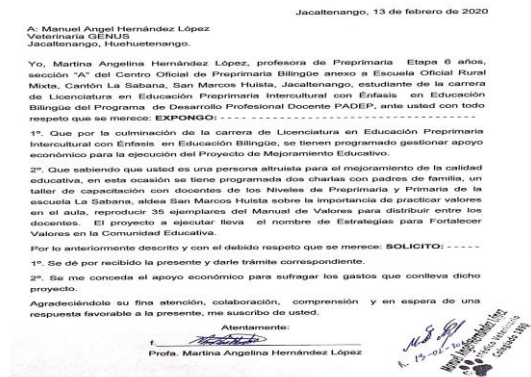 Jacaltenango, 13 de febrero de 2020
A: Manuel Angel Hernández López
Veterinaria GENUS
Jacaltenango, Huehuetenango.
Yo, Martina Angelina Hernández López, profesora de Preprimaria Etapa 6 años,
sección "A" del Centro Oficial de Preprimaria Bilingüe anexo a Escuela Oficial Rural
Mixta, Cantón La Sabana, San Marcos Huista, Jacaltenango, estudiante de la carrera
de Licenciatura en Educación Preprimaria Intercultural con Énfasis en Educación
Bilingüe del Programa de Desarrollo Profesional Docente PADEP, ante usted con todo
respeto que se merece: EXPONGO: - - - - - - - - - - - - - - - - - - - - - - - - - - - - - - - -
1º. Que por la culminación de la carrera de Licenciatura en Educación Preprimaria
Intercultural con Énfasis en Educación Bilingüe, se tienen programado gestionar apoyo
económico para la ejecución del Proyecto de Mejoramiento Educativo.
2º. Que sabiendo que usted es una persona altruista para el mejoramiento de la calidad
educativa, en esta ocasión se tiene programada dos charlas con padres de familia, un
taller de capacitación con docentes de los Niveles de Preprimaria y Primaria de la
escuela La Sabana, aldea San Marcos Huista sobre la importancia de practicar valores
en el aula, reproducir 35 ejemplares del Manual de Valores para distribuir entre los
docentes. El proyecto a ejecutar lleva el nombre de Estrategias para Fortalecer
Valores en la Comunidad Educativa.
Por lo anteriormente descrito y con el debido respeto que se merece: SOLICITO: - - - - -
1º. Se dé por recibido la presente y darle trámite correspondiente.
2º. Se me conceda el apoyo económico para sufragar los gastos que conlleva dicho
proyecto.
Agradeciéndole su fina atención, colaboración, comprensión y en espera de una
respuesta favorable a la presente, me suscribo de usted.
Atentamente:
f.
Profa. Martina Angelina Hernández López
Manuel Angel Hernández López
Médico Veterinario
Colegiado